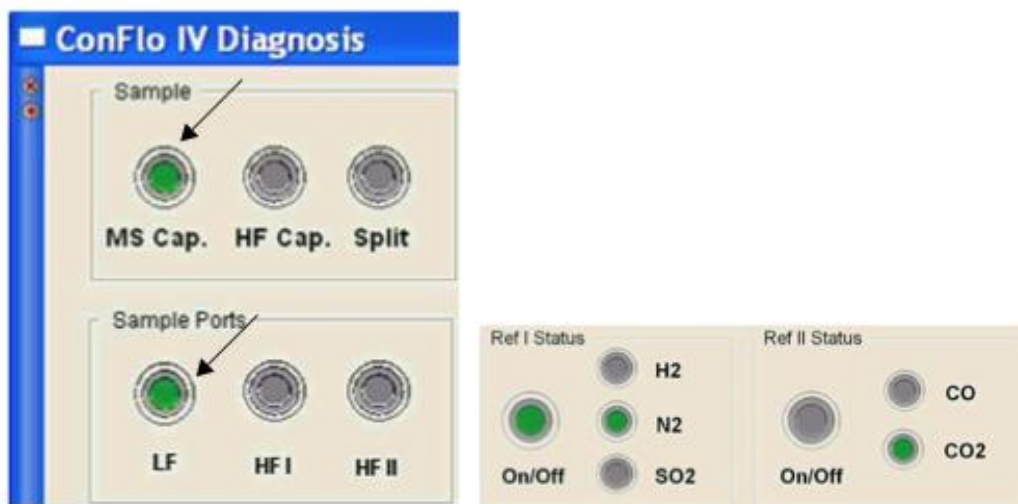 ConFlo IV Diagnosis
Sample
MS Cap. HF Cap. Split
Sample Ports
LF HF I HF II
Ref I Status
H2
N2
On/Off SO2
Ref II Status
CO
CO2
On/Off